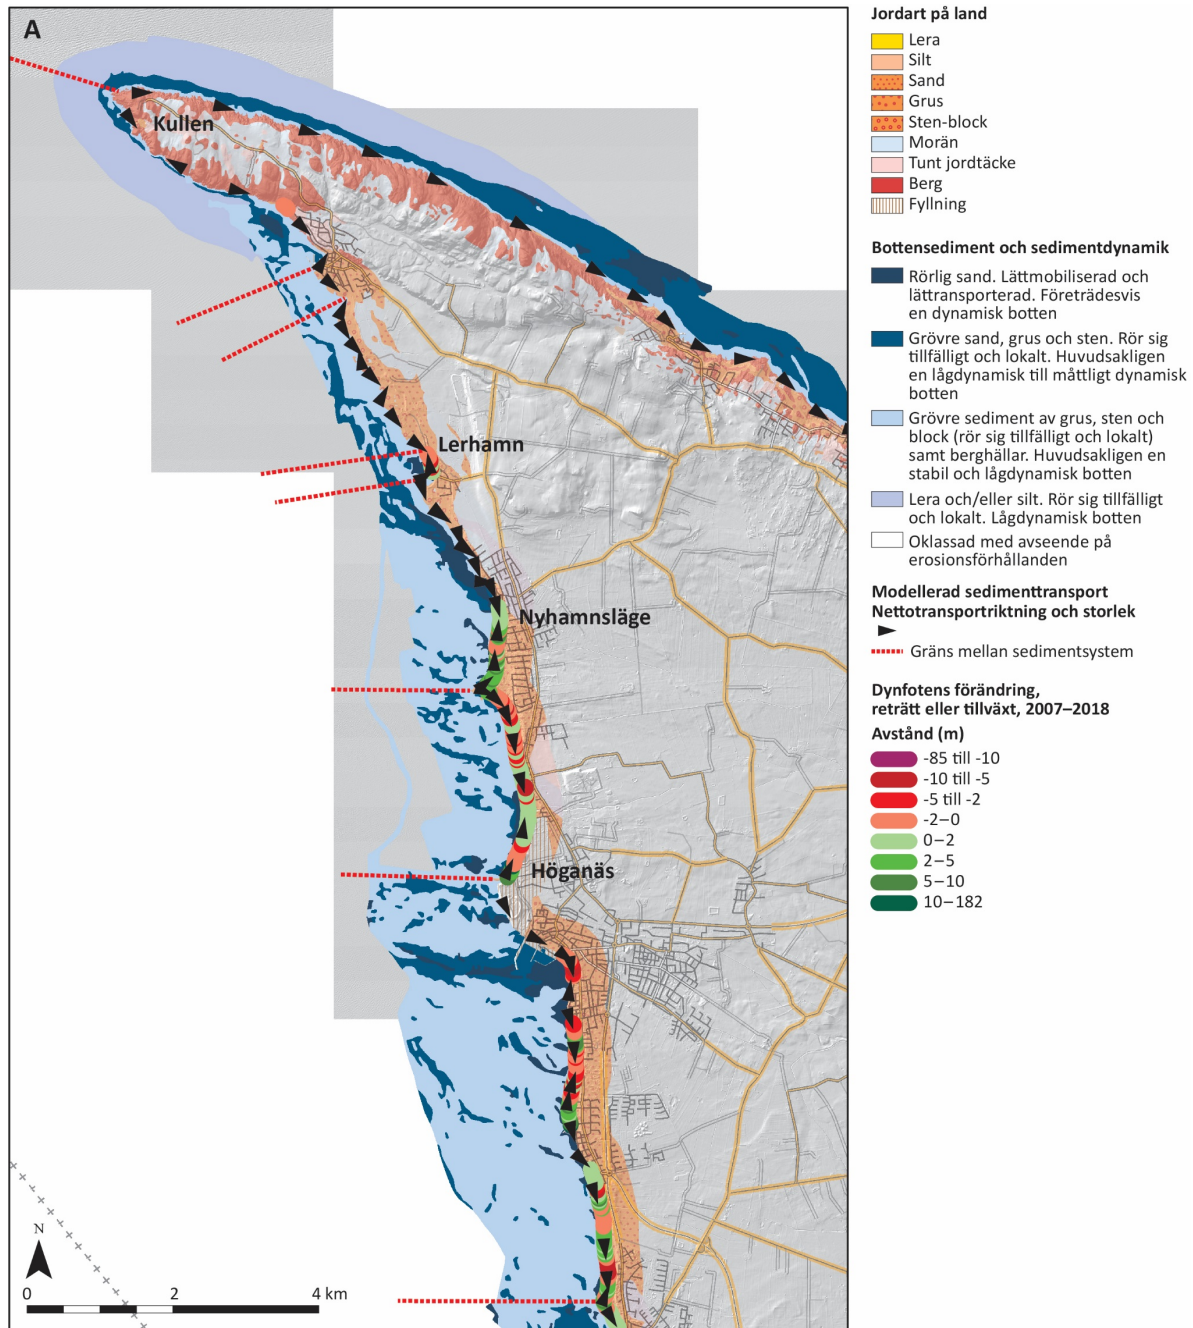 A
Kullen
Lerhamn
Nyhamnsläge
Höganäs
N
0 2 4 km
Jordart på land
Lera
Silt
Sand
Grus
Sten-block
Morän
Tunt jordtäcke
Berg
Fyllning
Bottensediment och sedimentdynamik
Rörlig sand. Lättmobiliserad och
lättransporterad. Företrädesvis
en dynamisk botten
Grövre sand, grus och sten. Rör sig
tillfälligt och lokalt. Huvudsakligen
en lågdynamisk till måttligt dynamisk
botten
Grövre sediment av grus, sten och
block (rör sig tillfälligt och lokalt)
samt berghällar. Huvudsakligen en
stabil och lågdynamisk botten
Lera och/eller silt. Rör sig tillfälligt
och lokalt. Lågdynamisk botten
Oklassad med avseende på
erosionsförhållanden
Modellerad sedimenttransport
Nettotransportriktning och storlek
Gräns mellan sedimentsystem
Dynfotens förändring,
reträtt eller tillväxt, 2007–2018
Avstånd (m)
-85 till -10
-10 till -5
-5 till -2
-2–0
0–2
2–5
5–10
10–182